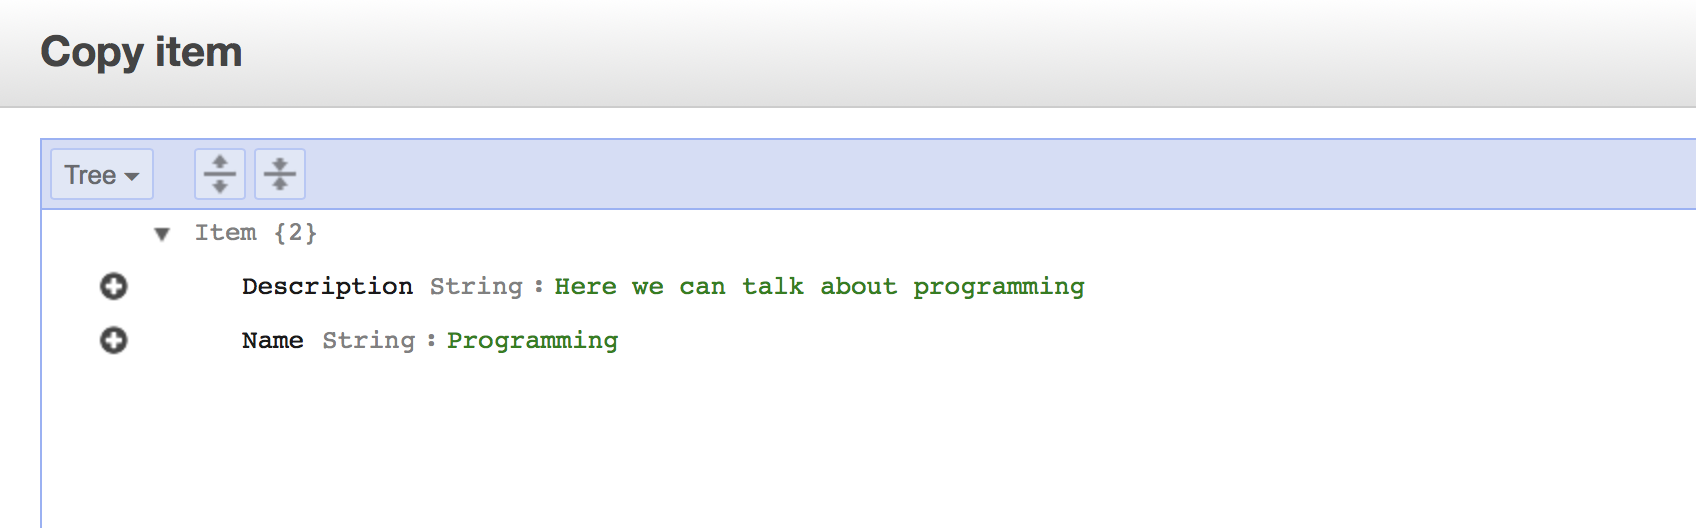 Copy item
Tree
Item {2}
Description String : Here we can talk about programming
Name String : Programming